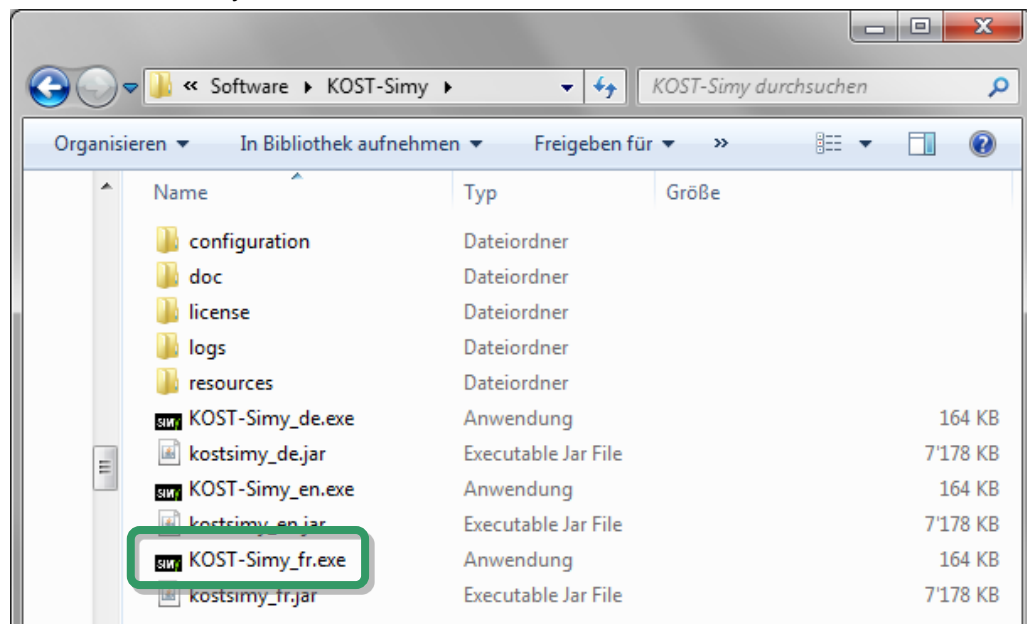 « Software ▸ KOST-Simy ▸ KOST-Simy durchsuchen
Organisieren In Bibliothek aufnehmen Freigeben für »
Name Typ Größe
configuration Dateiordner
doc Dateiordner
license Dateiordner
logs Dateiordner
resources Dateiordner
KOST-Simy_de.exe Anwendung 164 KB
kostsimy_de.jar Executable Jar File 7'178 KB
KOST-Simy_en.exe Anwendung 164 KB
kostsimy_en.jar Executable Jar File 7'178 KB
KOST-Simy_fr.exe Anwendung 164 KB
kostsimy_fr.jar Executable Jar File 7'178 KB